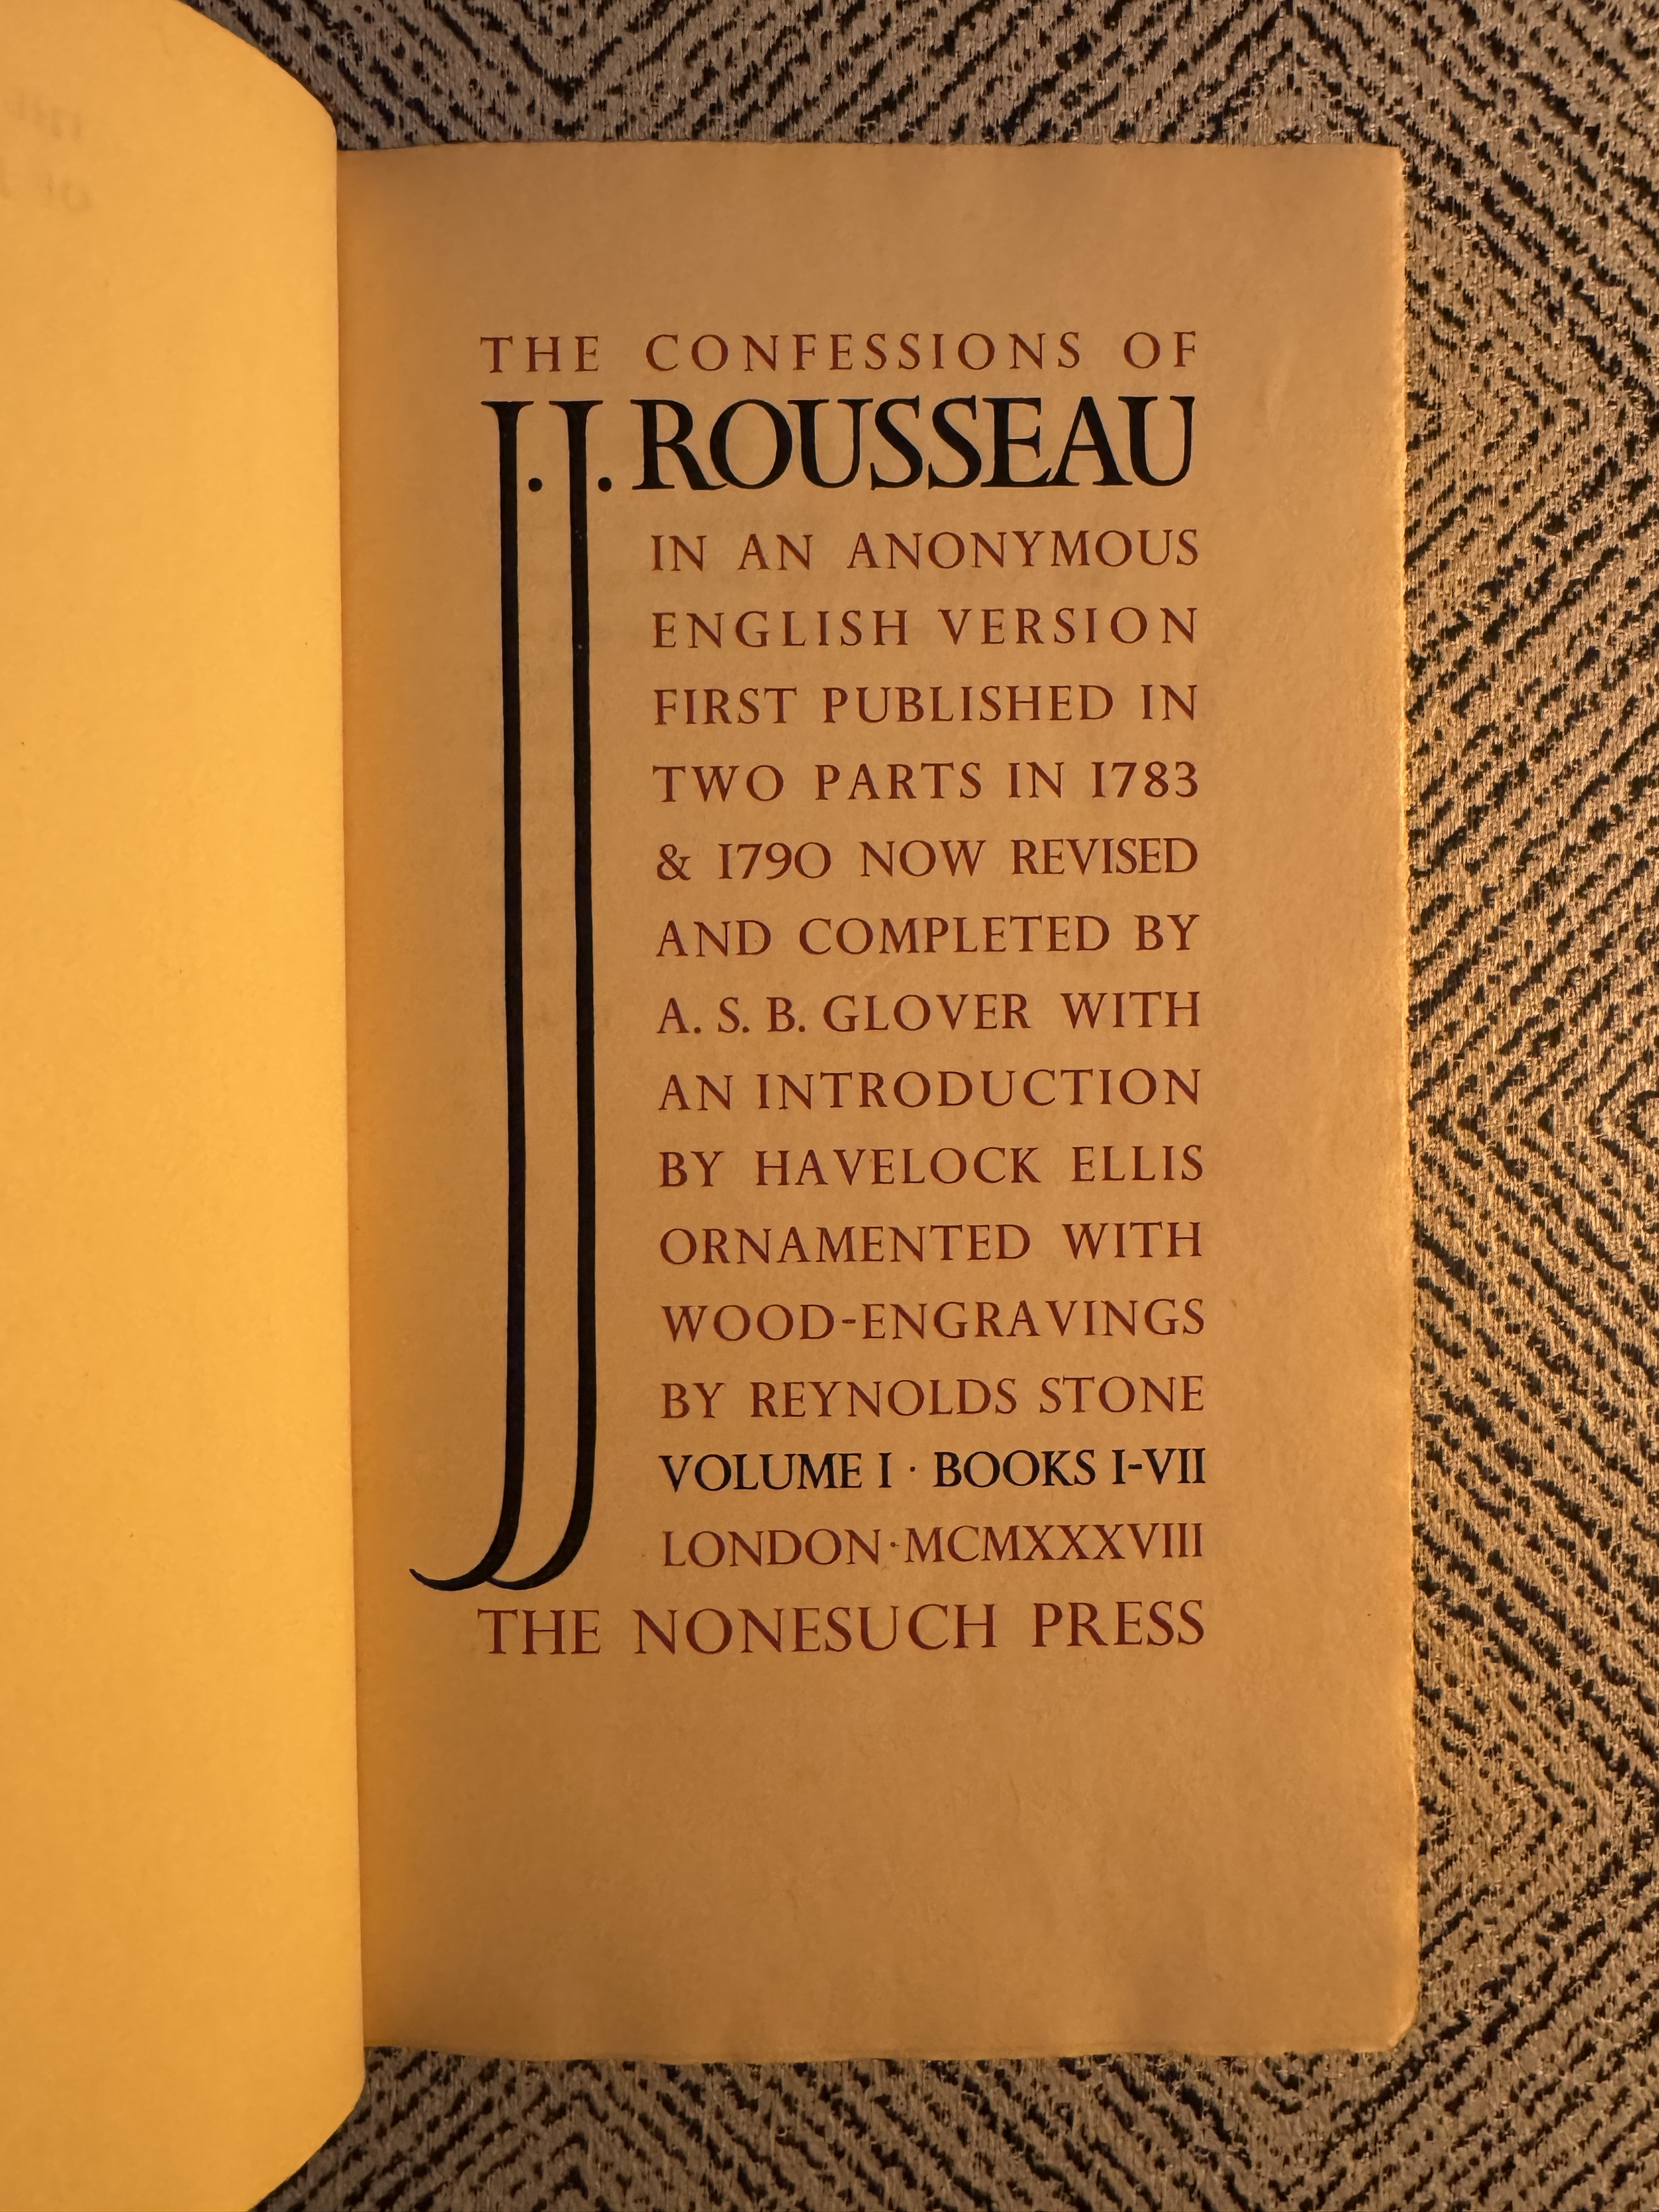 THE CONFESSIONS OF
J.J. ROUSSEAU
IN AN ANONYMOUS
ENGLISH VERSION
FIRST PUBLISHED IN
TWO PARTS IN 1783
& 1790 NOW REVISED
AND COMPLETED BY
A. S. B. GLOVER WITH
AN INTRODUCTION
BY HAVELOCK ELLIS
ORNAMENTED WITH
WOOD-ENGRAVINGS
BY REYNOLDS STONE
VOLUME I · BOOKS I-VII
LONDON · MCMXXXVIII
THE NONESUCH PRESS